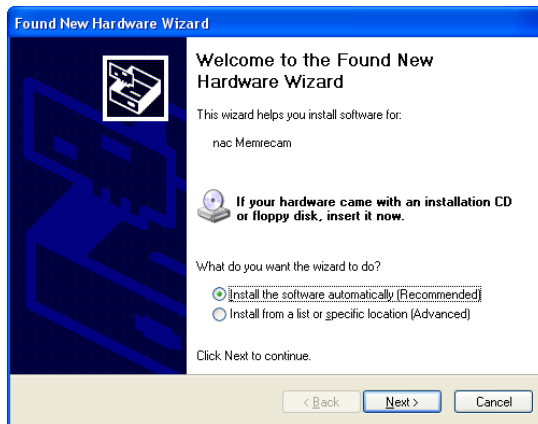 Found New Hardware Wizard
Welcome to the Found New
Hardware Wizard
This wizard helps you install software for:
nac Memrecam
If your hardware came with an installation CD
or floppy disk, insert it now.
What do you want the wizard to do?
Install the software automatically (Recommended)
Install from a list or specific location (Advanced)
Click Next to continue.
< Back Next > Cancel